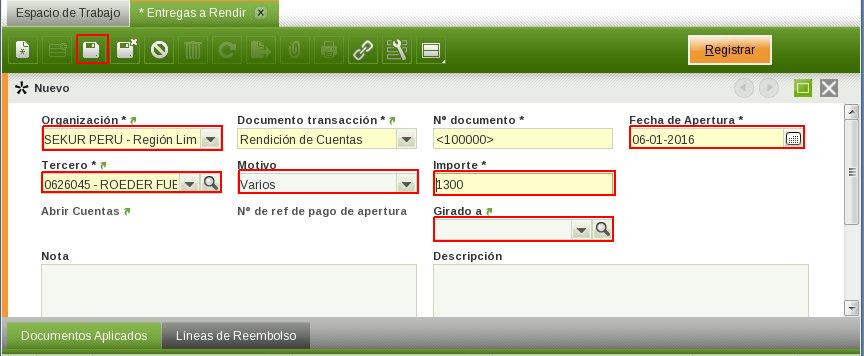 Espacio de Trabajo * Entregas a Rendir
Registrar
Nuevo
Organización * Documento transacción * Nº documento * Fecha de Apertura *
SEKUR PERU - Región Lim Rendición de Cuentas <100000> 06-01-2016
Tercero * Motivo Importe *
0626045 - ROEDER FUE Varios 1300
Abrir Cuentas Nº de ref de pago de apertura Girado a
Nota Descripción
Documentos Aplicados Líneas de Reembolso